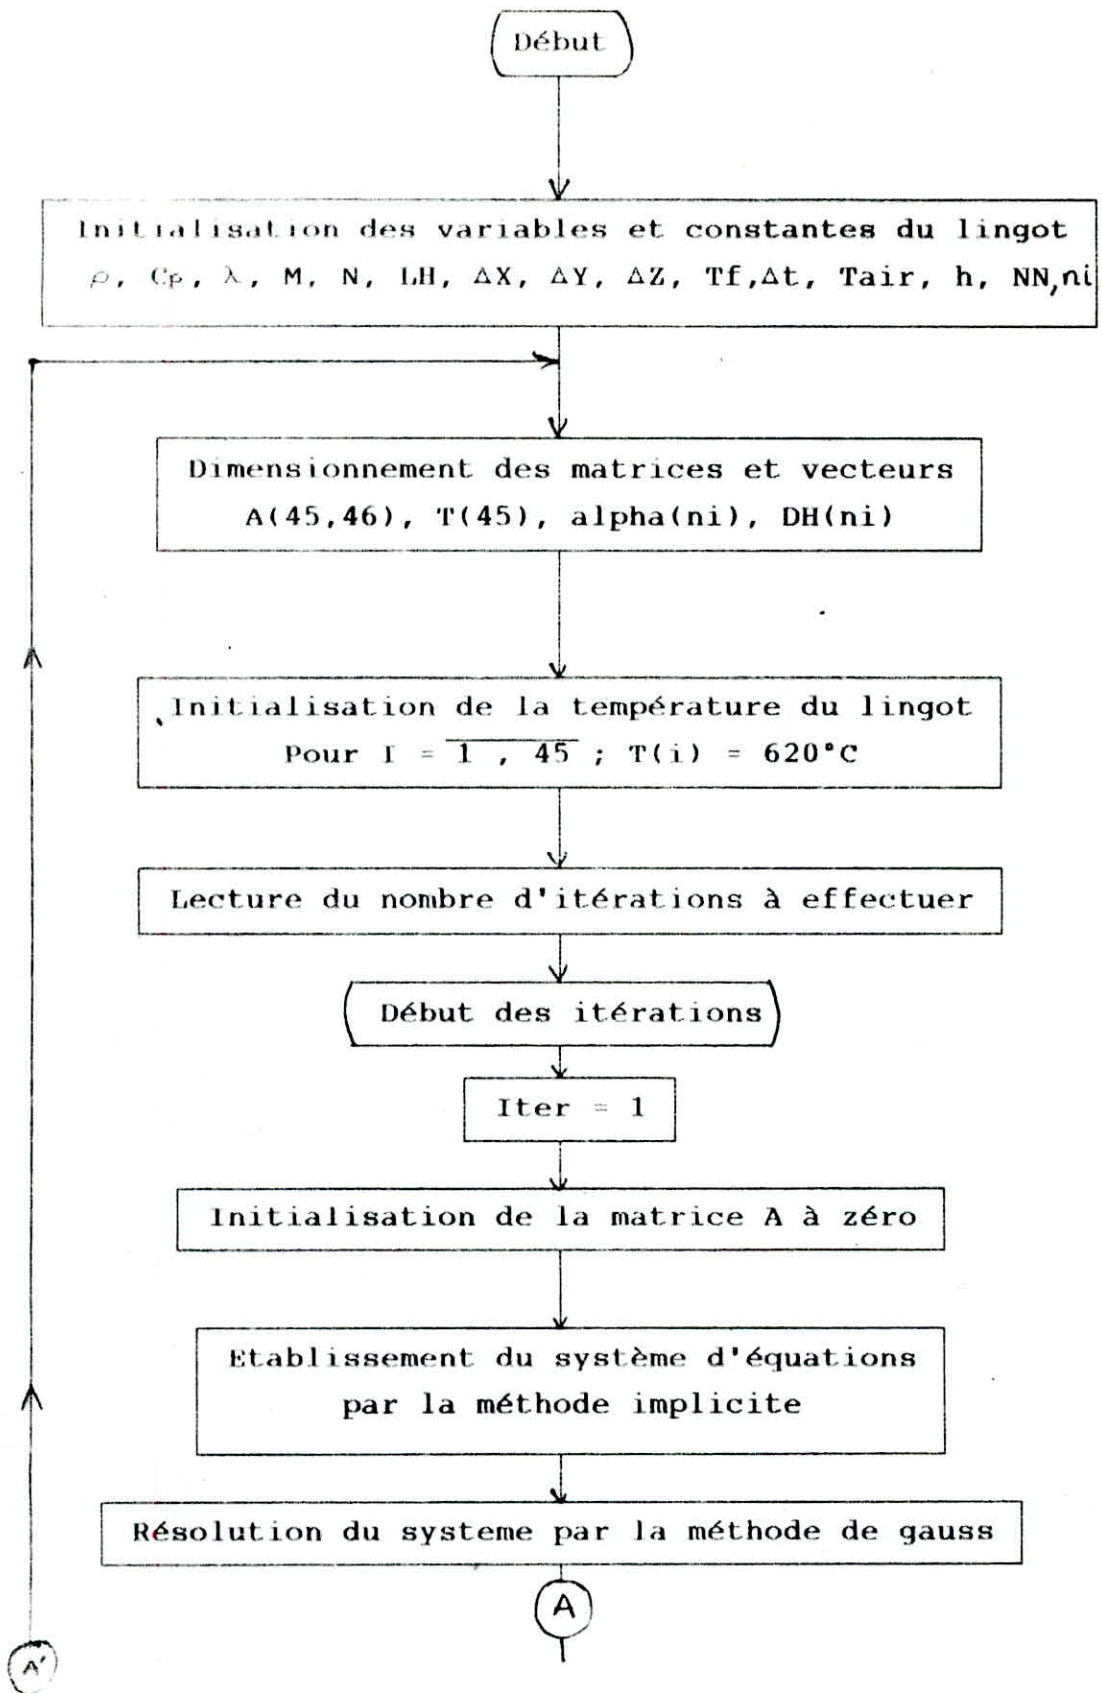 Début
Initialisation des variables et constantes du lingot
ρ, Cp, λ, M, N, LH, ΔX, ΔY, ΔZ, Tf,Δt, Tair, h, NN,ni
Dimensionnement des matrices et vecteurs
A(45,46), T(45), alpha(ni), DH(ni)
Initialisation de la température du lingot
Pour I = 1 , 45 ; T(i) = 620°C
Lecture du nombre d'itérations à effectuer
Début des itérations
Iter = 1
Initialisation de la matrice A à zéro
Etablissement du système d'équations
par la méthode implicite
Résolution du systeme par la méthode de gauss
A
A'